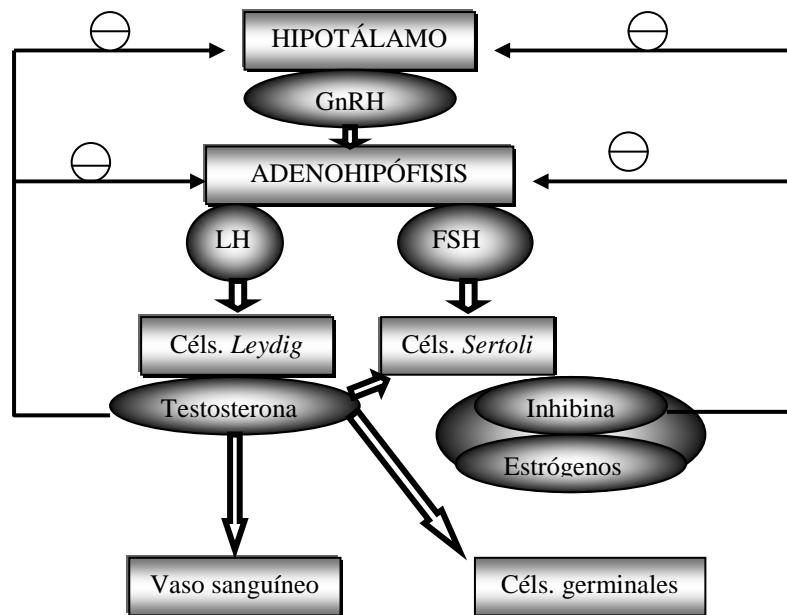 HIPOTÁLAMO
GnRH
ADENOHIPÓFISIS
LH
FSH
Céls. Leydig
Céls. Sertoli
Testosterona
Inhibina
Estrógenos
Vaso sanguíneo
Céls. germinales